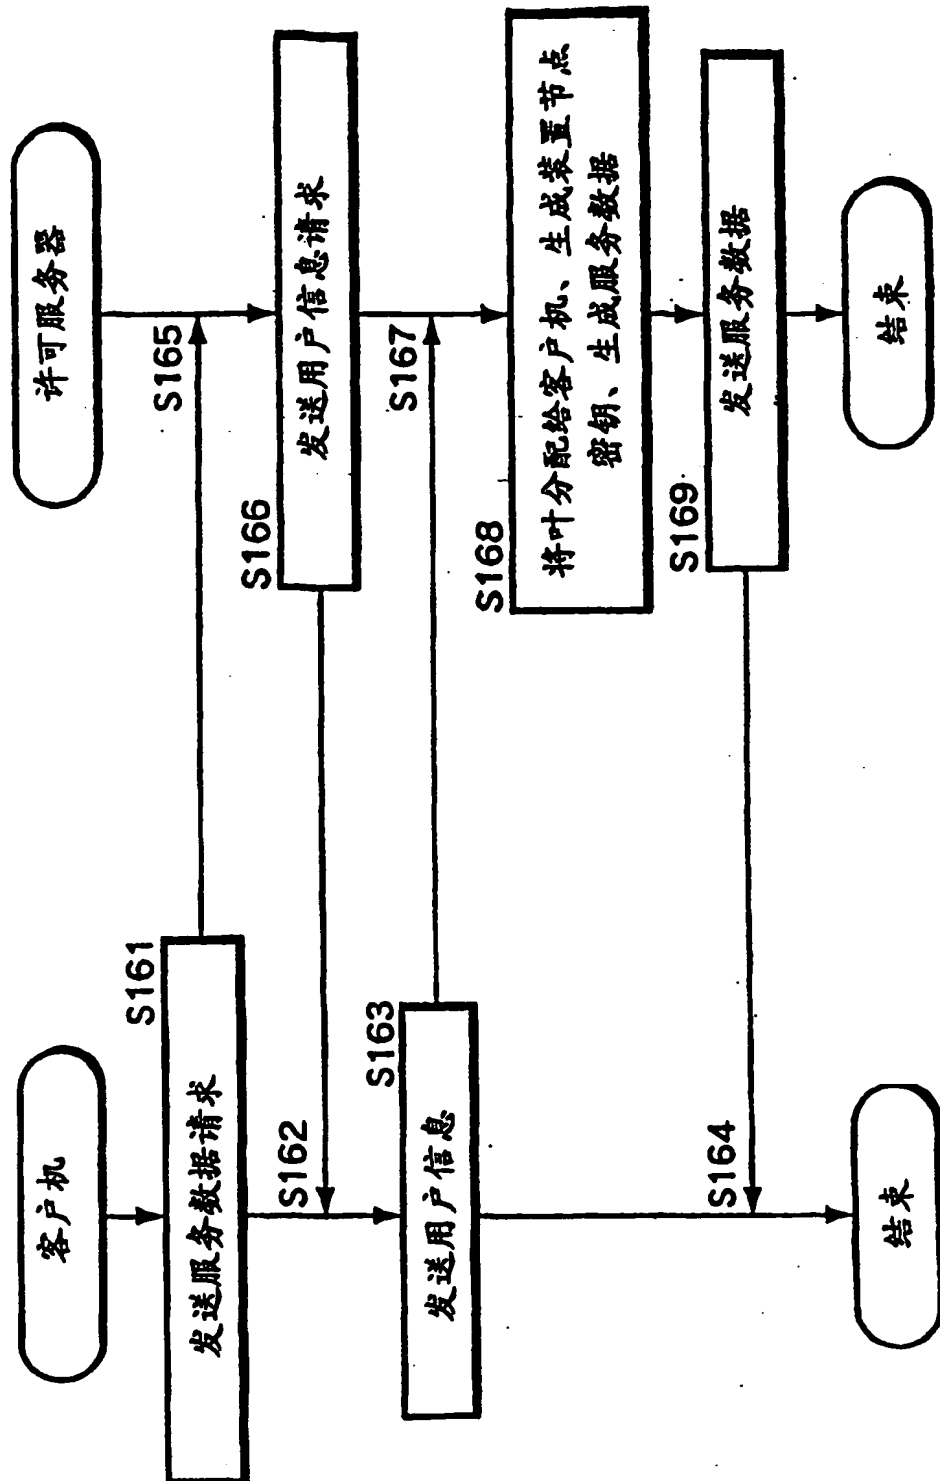 客户机
S161
发送服务数据请求
S162
S163
发送用户信息
S164
结束
许可服务器
S165
S166
发送用户信息请求
S167
S168
将叶分配给客户机、生成装置节点
密钥、生成服务数据
S169
发送服务数据
结束